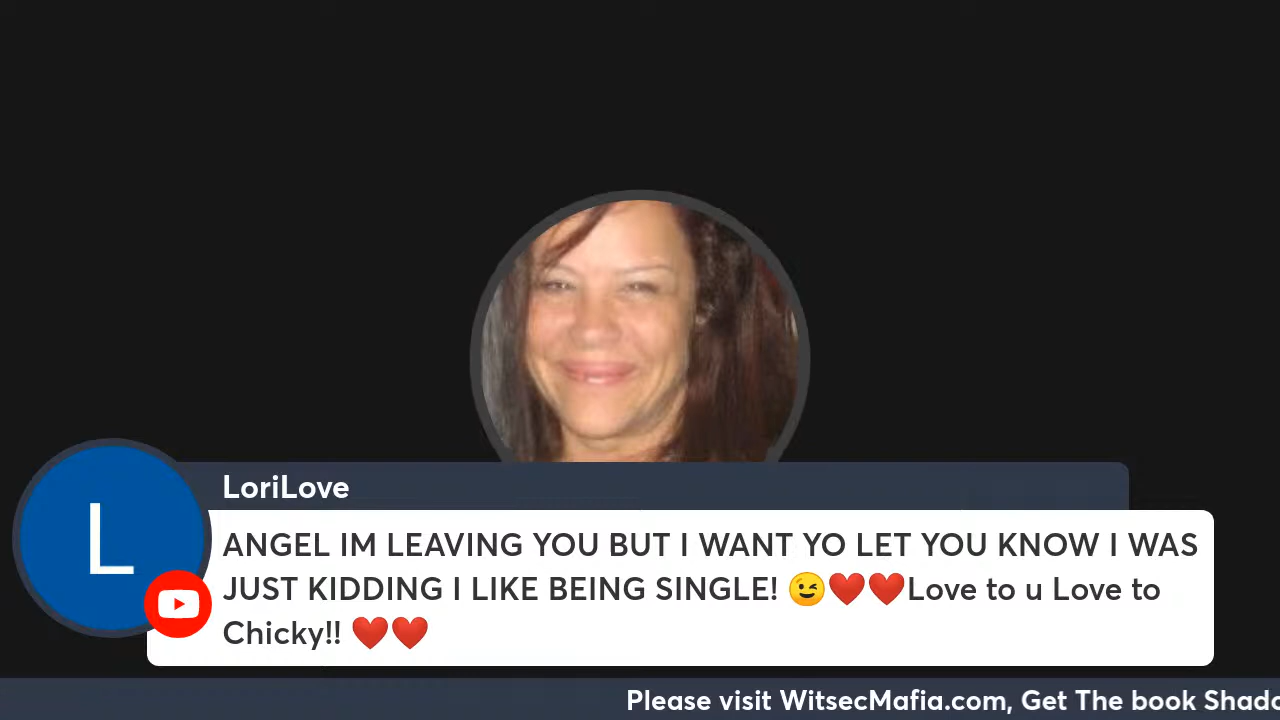 L
LoriLove
ANGEL IM LEAVING YOU BUT I WANT YO LET YOU KNOW I WAS
JUST KIDDING I LIKE BEING SINGLE! 😉❤️❤️Love to u Love to
Chicky!! ❤️❤️
Please visit WitsecMafia.com, Get The book